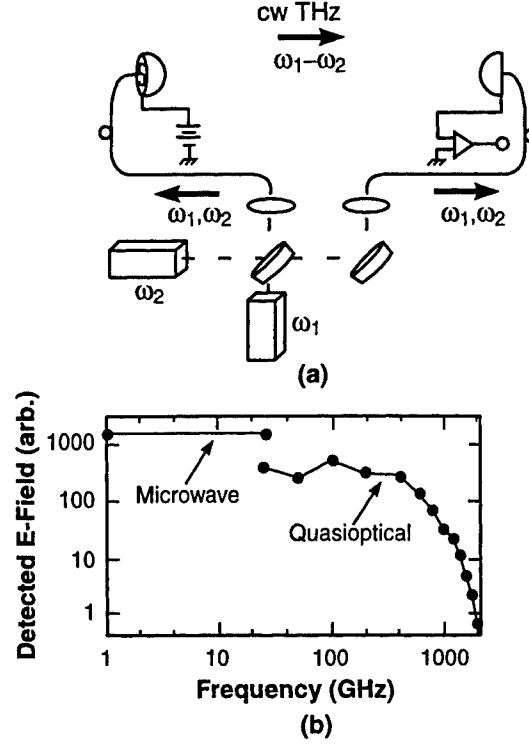 cw THz
ω1–ω2
ω1,ω2
ω1,ω2
ω2
ω1
(a)
Detected E-Field (arb.)
1000
100
10
1
Microwave
Quasioptical
1
10
100
1000
Frequency (GHz)
(b)